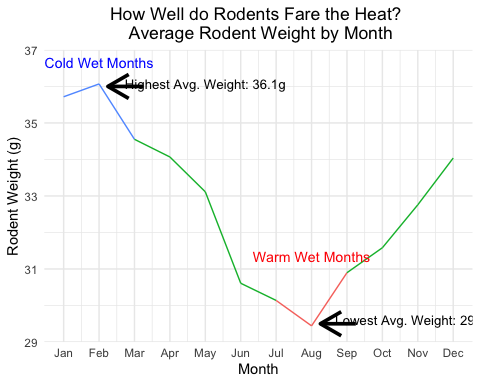 How Well do Rodents Fare the Heat?
Average Rodent Weight by Month
37
Cold Wet Months
Highest Avg. Weight: 36.1g
35
Rodent Weight (g)
33
Warm Wet Months
31
Lowest Avg. Weight: 29
29
Jan Feb Mar Apr May Jun Jul Aug Sep Oct Nov Dec
Month